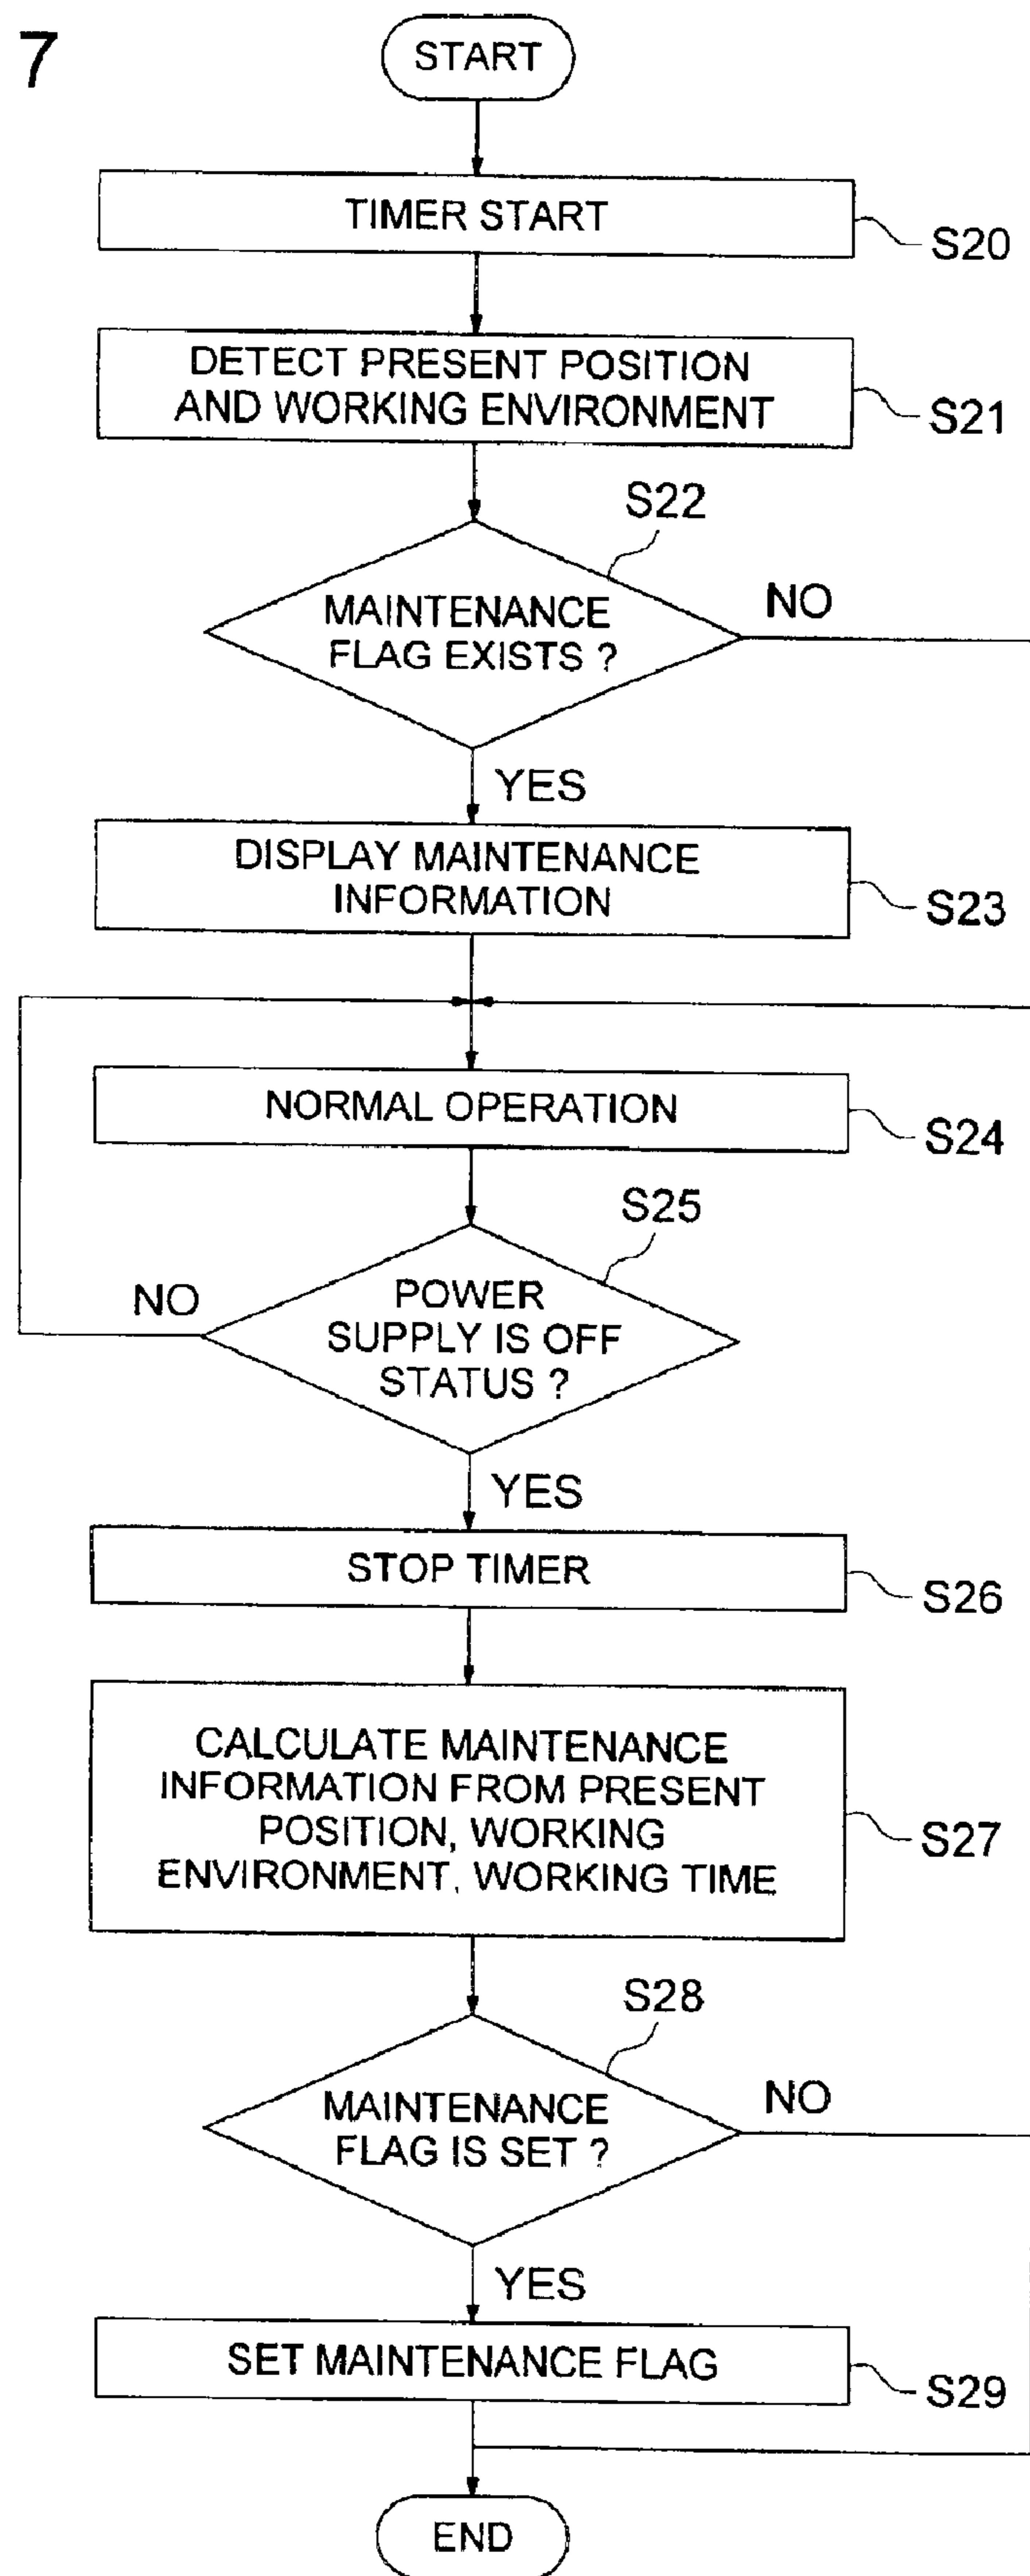 7
START
TIMER START
S20
DETECT PRESENT POSITION
AND WORKING ENVIRONMENT
S21
S22
MAINTENANCE
FLAG EXISTS ?
NO
YES
DISPLAY MAINTENANCE
INFORMATION
S23
NORMAL OPERATION
S24
S25
POWER
SUPPLY IS OFF
STATUS ?
NO
YES
STOP TIMER
S26
CALCULATE MAINTENANCE
INFORMATION FROM PRESENT
POSITION, WORKING
ENVIRONMENT, WORKING TIME
S27
S28
MAINTENANCE
FLAG IS SET ?
NO
YES
SET MAINTENANCE FLAG
S29
END